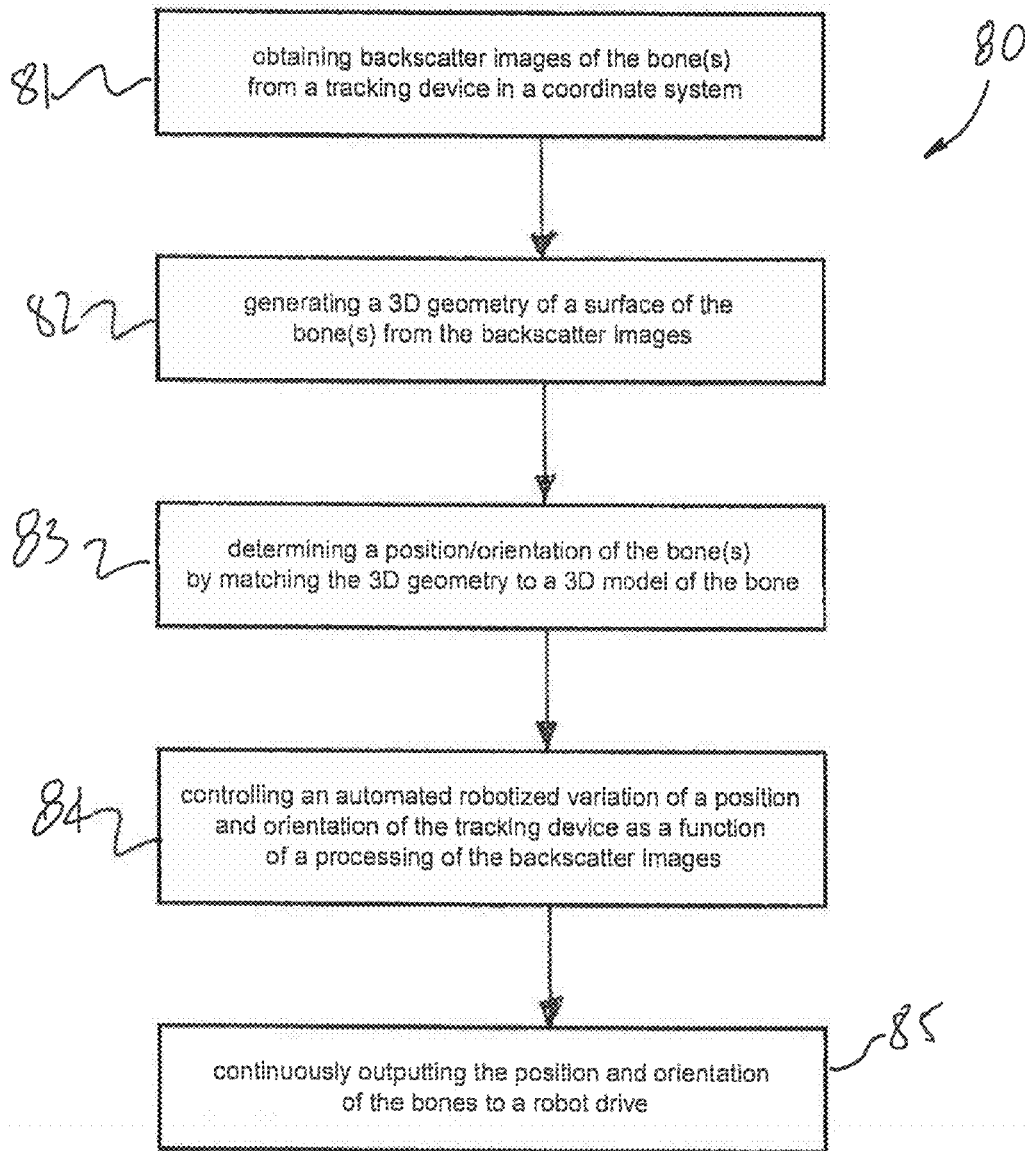 80
81
obtaining backscatter images of the bone(s)
from a tracking device in a coordinate system
82
generating a 3D geometry of a surface of the
bone(s) from the backscatter images
83
determining a position/orientation of the bone(s)
by matching the 3D geometry to a 3D model of the bone
84
controlling an automated robotized variation of a position
and orientation of the tracking device as a function
of a processing of the backscatter images
85
continuously outputting the position and orientation
of the bones to a robot drive